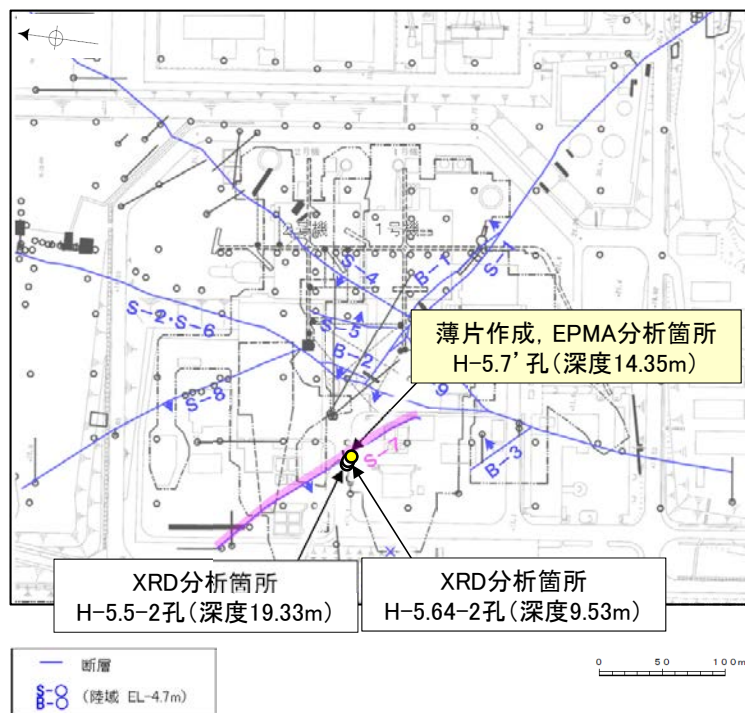 2号機
1号機
S-4
B-1
S-1
S-2・S-6
S-5
B-2
薄片作成，EPMA分析箇所
H-5.7’孔（深度14.35m）
S-8
9
S-7
B-3
XRD分析箇所
H-5.5-2孔（深度19.33m）
XRD分析箇所
H-5.64-2孔（深度9.53m）
断層
S-○
B-○
（陸域 EL-4.7m）
0 50 100m